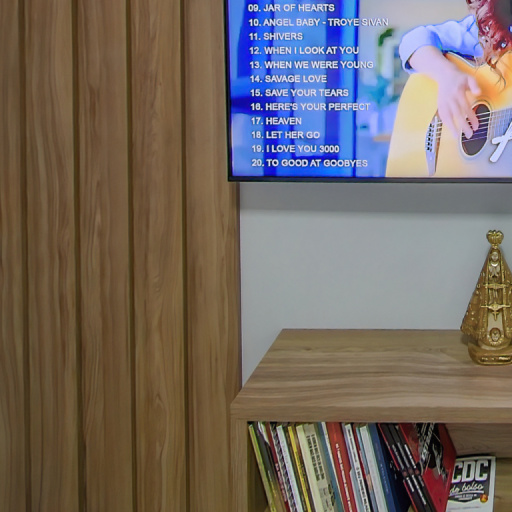 09. JAR OF HEARTS
10. ANGEL BABY - TROYE SIVAN
11. SHIVERS
12. WHEN I LOOK AT YOU
13. WHEN WE WERE YOUNG
14. SAVAGE LOVE
15. SAVE YOUR TEARS
16. HERE'S YOUR PERFECT
17. HEAVEN
18. LET HER GO
19. I LOVE YOU 3000
20. TO GOOD AT GOOBYES
CDC
de bolso